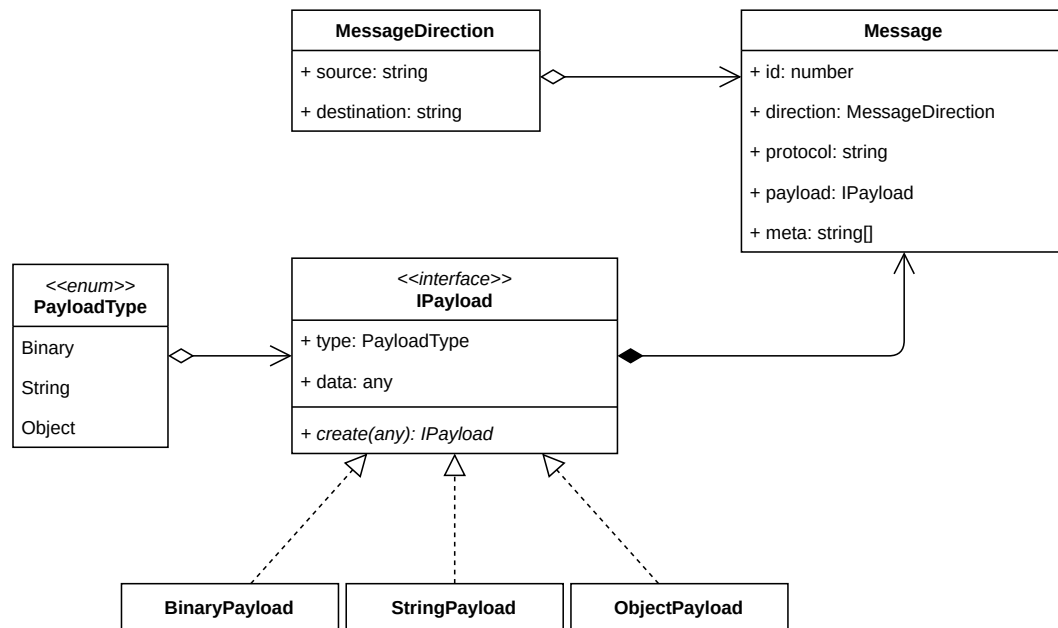 MessageDirection
+ source: string
+ destination: string
Message
+ id: number
+ direction: MessageDirection
+ protocol: string
+ payload: IPayload
+ meta: string[]
<<enum>>
PayloadType
Binary
String
Object
<<interface>>
IPayload
+ type: PayloadType
+ data: any
+ create(any): IPayload
BinaryPayload
StringPayload
ObjectPayload